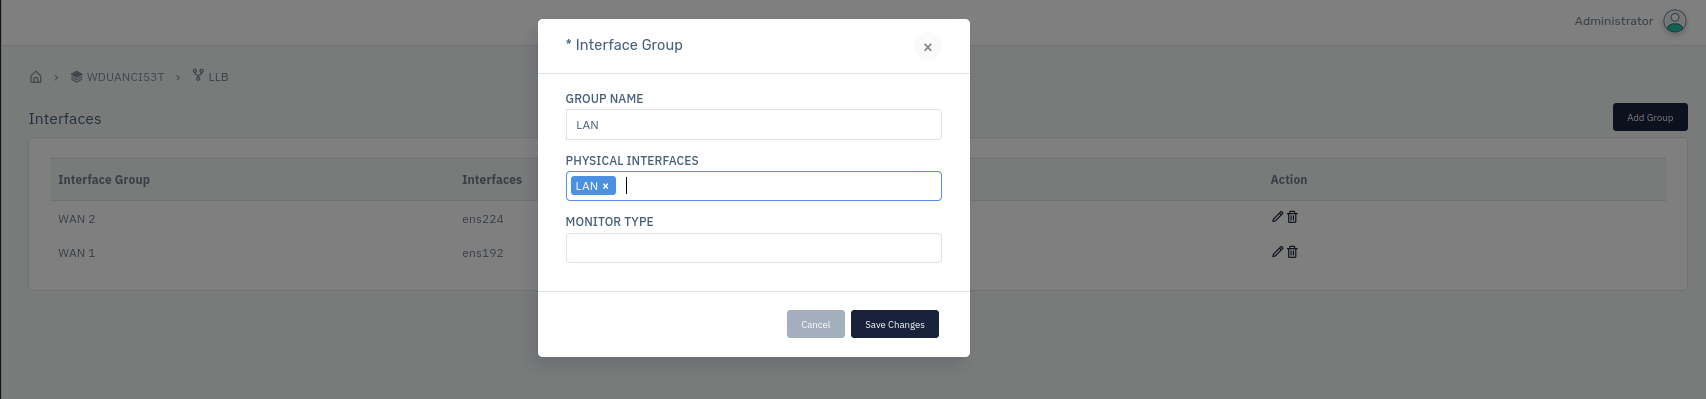 Administrator
* Interface Group
×
WDUANCI53T
LLB
GROUP NAME
LAN
Interfaces
Add Group
PHYSICAL INTERFACES
LAN ×
Interface Group Interfaces Action
MONITOR TYPE
WAN 2 ens224
WAN 1 ens192
Cancel Save Changes